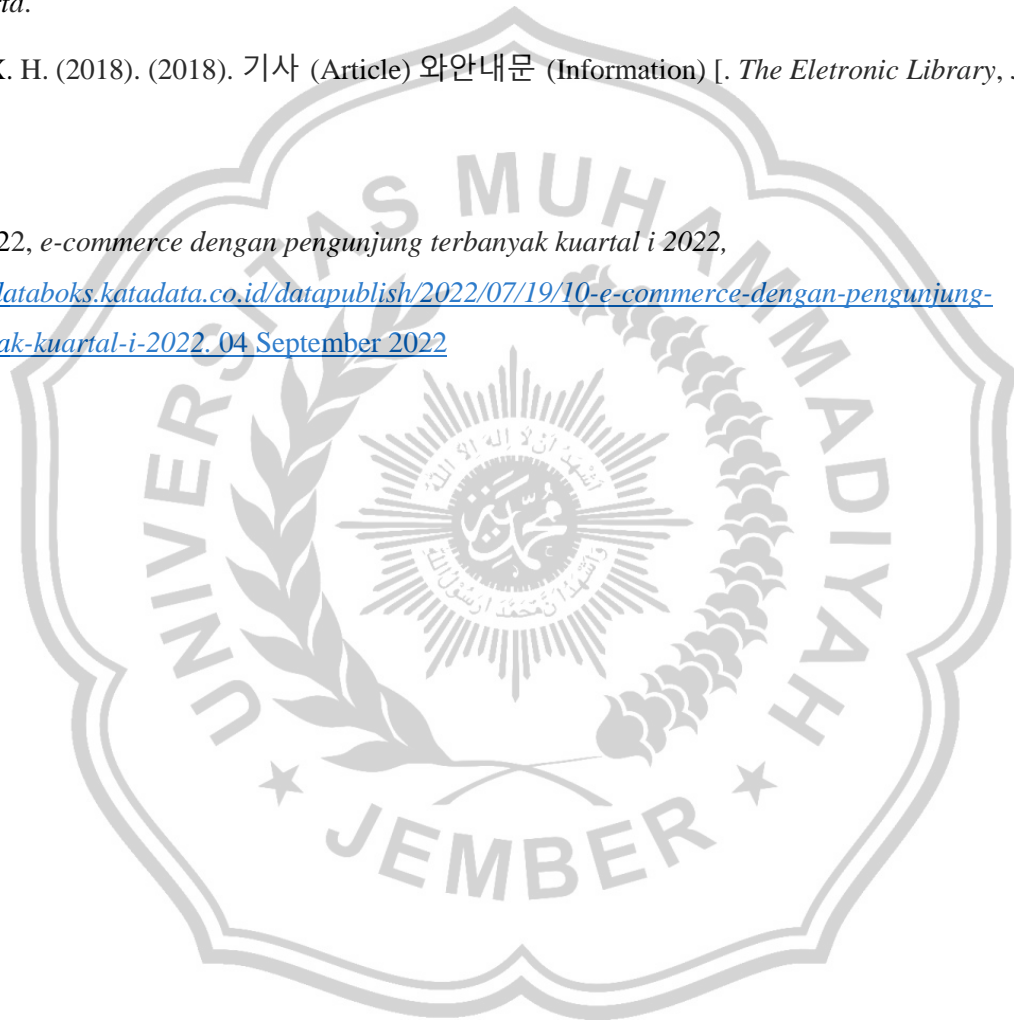 rta.
K. H. (2018). (2018). 기사 (Article) 와안내문 (Information) [. The Eletronic Library,
22, e-commerce dengan pengunjung terbanyak kuartal i 2022,
databoks.katadata.co.id/datapublish/2022/07/19/10-e-commerce-dengan-pengunjung-
ak-kuartal-i-2022. 04 September 2022
UNIVERSITAS MUHAMMADIYAH
JEMBER